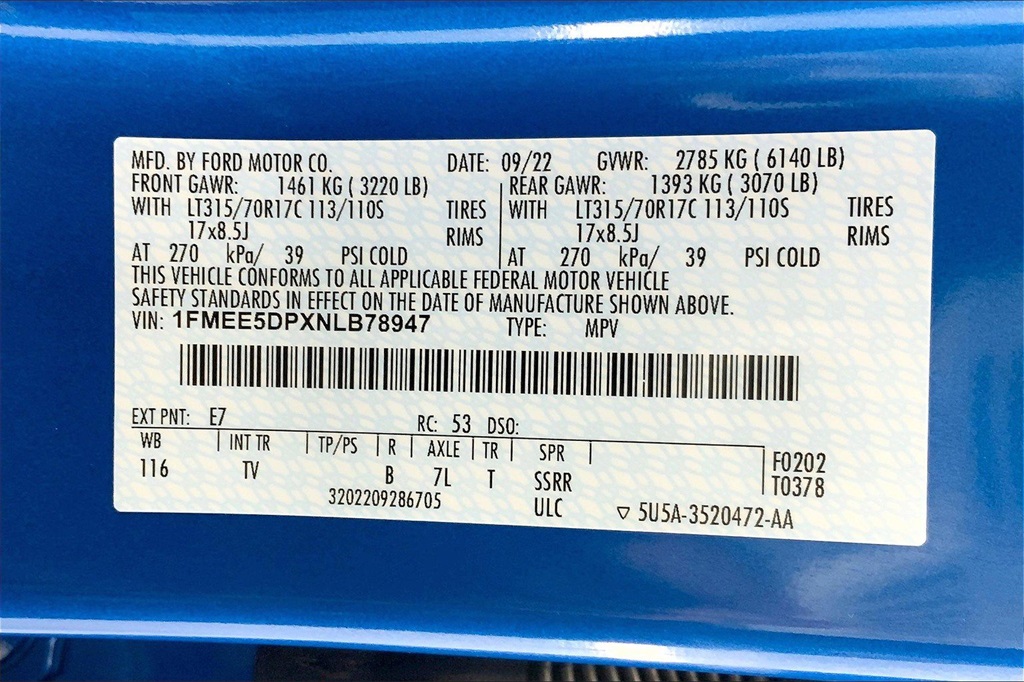 MFD. BY FORD MOTOR CO. DATE: 09/22 GVWR: 2785 KG ( 6140 LB)
FRONT GAWR: 1461 KG ( 3220 LB) REAR GAWR: 1393 KG ( 3070 LB)
WITH LT315/70R17C 113/110S TIRES WITH LT315/70R17C 113/110S TIRES
17x8.5J RIMS 17x8.5J RIMS
AT 270 kPa/ 39 PSI COLD AT 270 kPa/ 39 PSI COLD
THIS VEHICLE CONFORMS TO ALL APPLICABLE FEDERAL MOTOR VEHICLE
SAFETY STANDARDS IN EFFECT ON THE DATE OF MANUFACTURE SHOWN ABOVE.
VIN: 1FMEE5DPXNLB78947 TYPE: MPV
EXT PNT: E7 RC: 53 DSO:
WB INT TR TP/PS R AXLE TR SPR
116 TV B 7L T SSRR F0202
T0378
3202209286705 ULC ▽ 5U5A-3520472-AA